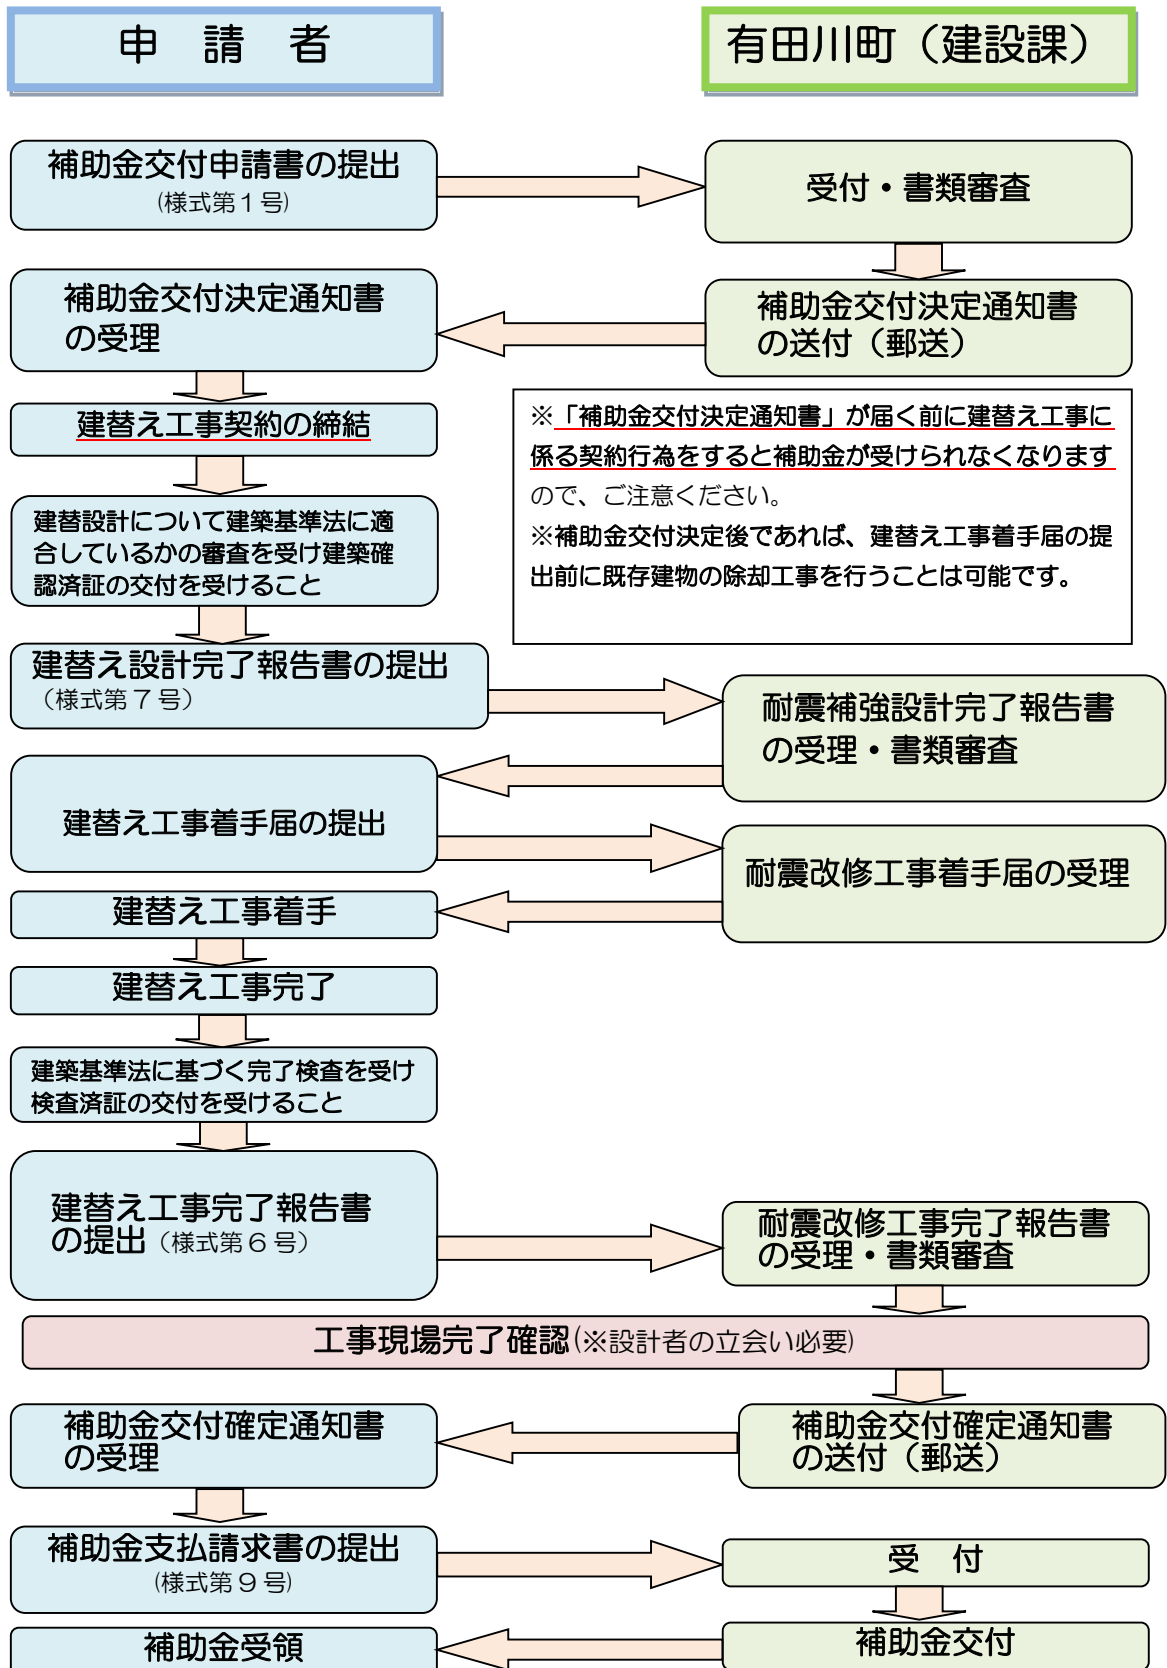 申　請　者
有田川町（建設課）
補助金交付申請書の提出
(様式第１号)
受付・書類審査
補助金交付決定通知書
の送付（郵送）
補助金交付決定通知書
の受理
建替え工事契約の締結
※「補助金交付決定通知書」が届く前に建替え工事に
係る契約行為をすると補助金が受けられなくなります
ので、ご注意ください。
※補助金交付決定後であれば、建替え工事着手届の提
出前に既存建物の除却工事を行うことは可能です。
建替設計について建築基準法に適
合しているかの審査を受け建築確
認済証の交付を受けること
建替え設計完了報告書の提出
（様式第７号）
耐震補強設計完了報告書
の受理・書類審査
建替え工事着手届の提出
耐震改修工事着手届の受理
建替え工事着手
建替え工事完了
建築基準法に基づく完了検査を受け
検査済証の交付を受けること
建替え工事完了報告書
の提出（様式第６号）
耐震改修工事完了報告書
の受理・書類審査
工事現場完了確認(※設計者の立会い必要)
補助金交付確定通知書
の送付（郵送）
補助金交付確定通知書
の受理
補助金支払請求書の提出
(様式第９号)
受　付
補助金交付
補助金受領